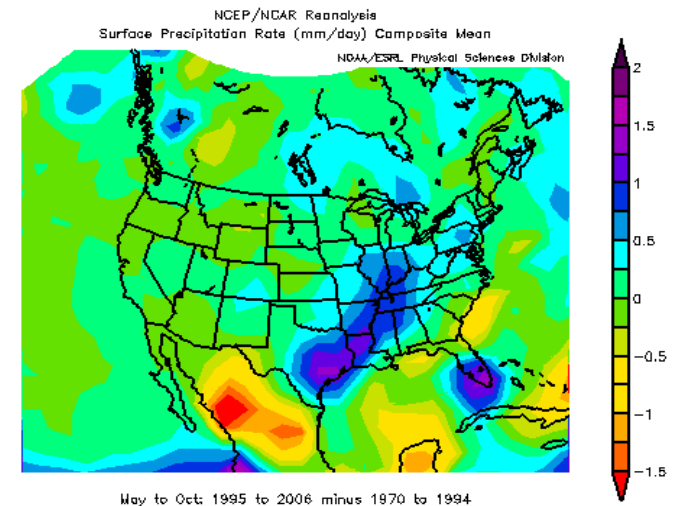 NCEP/NCAR Reanalysis
Surface Precipitation Rate (mm/day) Composite Mean
NOAA/ESRL Physical Sciences Division
2
1.5
1
0.5
0
-0.5
-1
-1.5
May to Oct: 1995 to 2006 minus 1970 to 1994